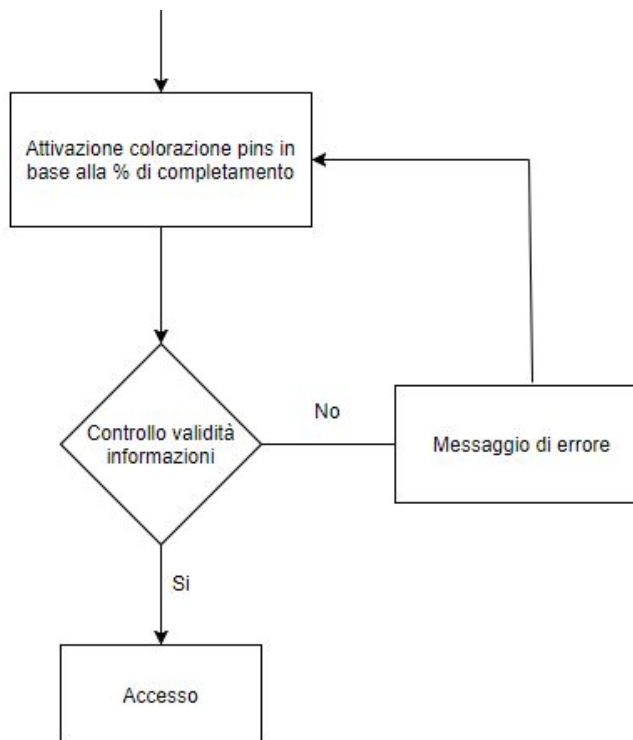 Attivazione colorazione pins in
base alla % di completamento
Controllo validità
informazioni
No
Messaggio di errore
Si
Accesso